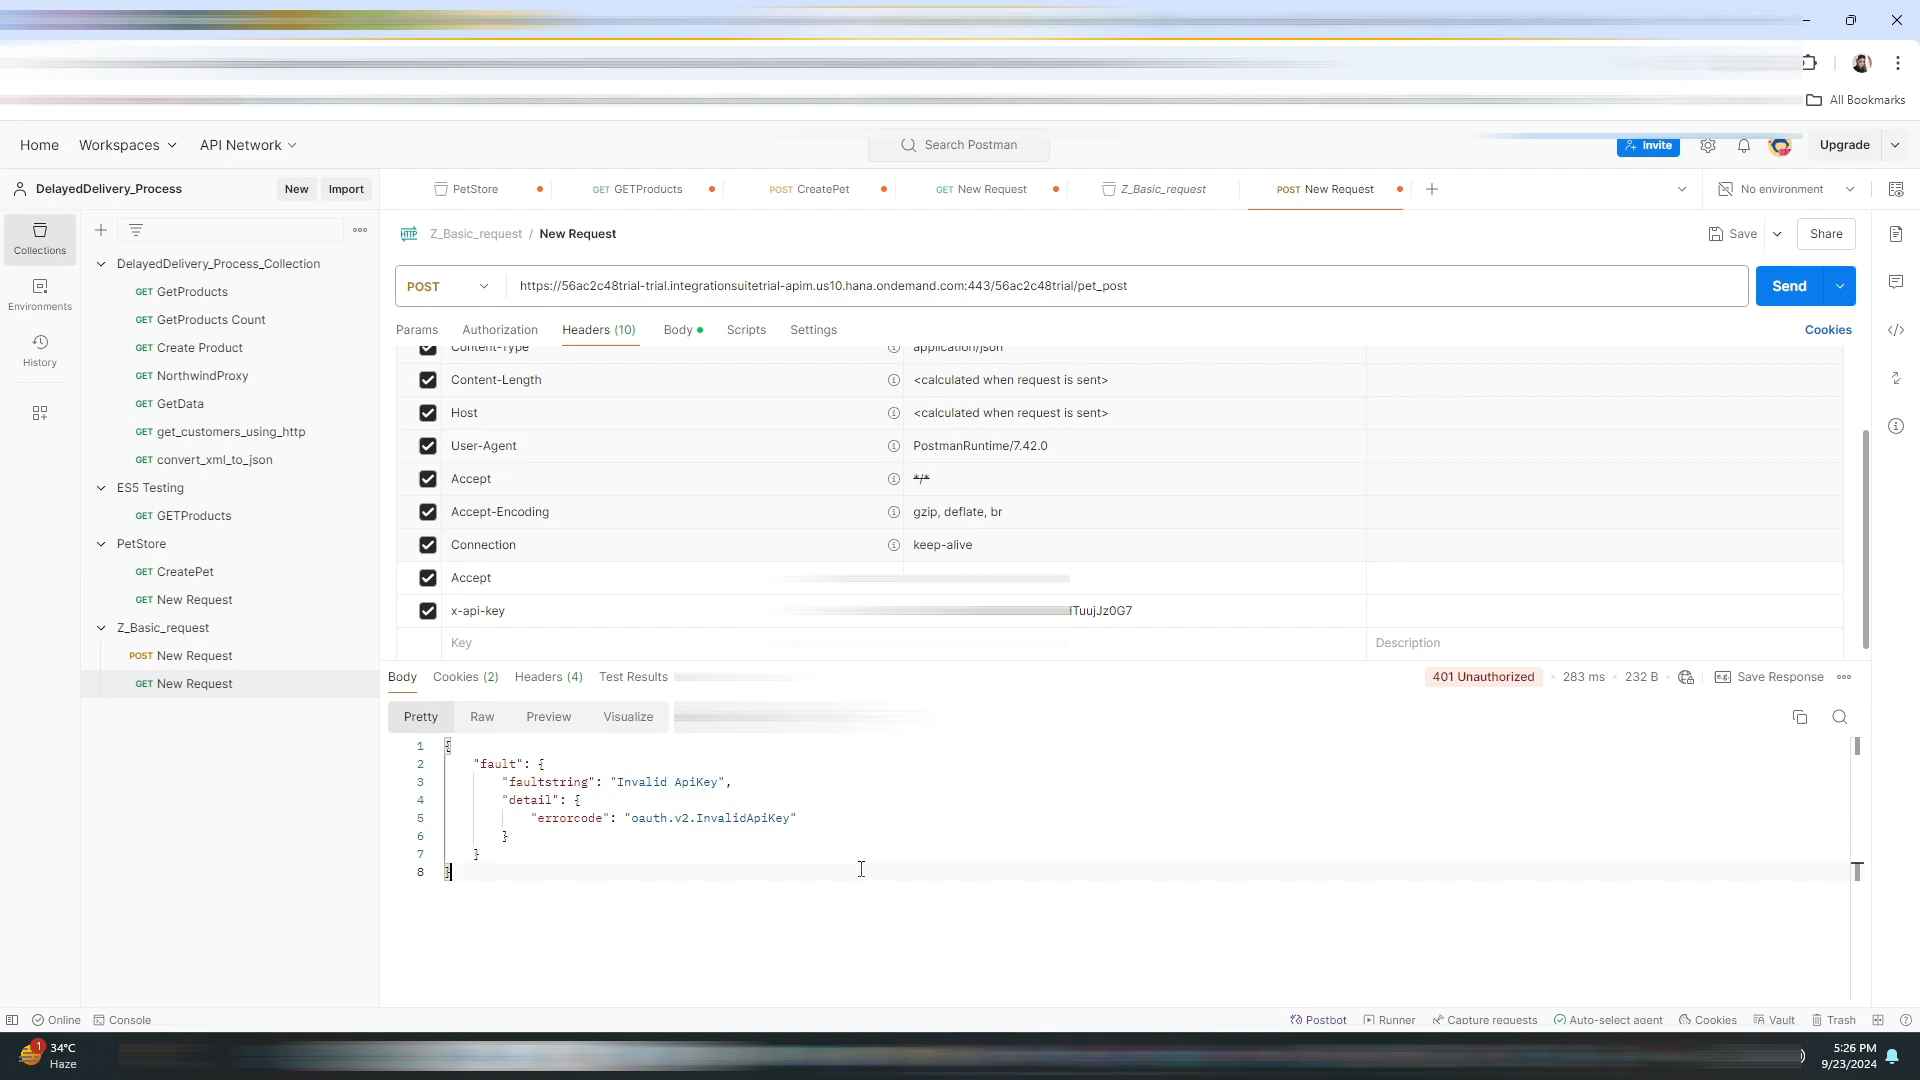 All Bookmarks
Home Workspaces API Network Search Postman Invite Upgrade
DelayedDelivery_Process New Import PetStore GET GETProducts POST CreatePet GET New Request Z_Basic_request POST New Request No environment
Collections
Environments
History
DelayedDelivery_Process_Collection
GET GetProducts
GET GetProducts Count
GET Create Product
GET NorthwindProxy
GET GetData
GET get_customers_using_http
GET convert_xml_to_json
ES5 Testing
GET GETProducts
PetStore
GET CreatePet
GET New Request
Z_Basic_request
POST New Request
GET New Request
HTTP Z_Basic_request / New Request Save Share
POST https://56ac2c48trial-trial.integrationsuitetrial-apim.us10.hana.ondemand.com:443/56ac2c48trial/pet_post Send
Params Authorization Headers (10) Body Scripts Settings Cookies
Content-Type application/json
Content-Length <calculated when request is sent>
Host <calculated when request is sent>
User-Agent PostmanRuntime/7.42.0
Accept */*
Accept-Encoding gzip, deflate, br
Connection keep-alive
Accept
x-api-key TuujJz0G7
Key Description
Body Cookies (2) Headers (4) Test Results 401 Unauthorized 283 ms 232 B Save Response
Pretty Raw Preview Visualize
1 {
2 "fault": {
3 "faultstring": "Invalid ApiKey",
4 "detail": {
5 "errorcode": "oauth.v2.InvalidApiKey"
6 }
7 }
8 }
Online Console Postbot Runner Capture requests Auto-select agent Cookies Vault Trash
1 34°C
Haze
5:26 PM
9/23/2024